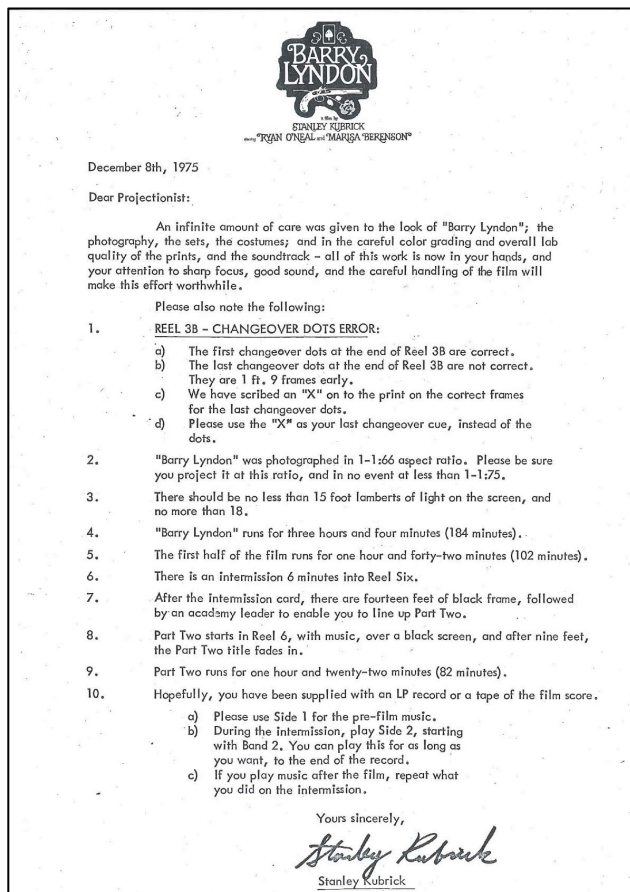 BARRY
LYNDON
a film by
STANLEY KUBRICK
starring RYAN O'NEAL and MARISA BERENSON
December 8th, 1975
Dear Projectionist:
An infinite amount of care was given to the look of "Barry Lyndon"; the
photography, the sets, the costumes; and in the careful color grading and overall lab
quality of the prints, and the soundtrack - all of this work is now in your hands, and
your attention to sharp focus, good sound, and the careful handling of the film will
make this effort worthwhile.
Please also note the following:
1. REEL 3B - CHANGEOVER DOTS ERROR:
a) The first changeover dots at the end of Reel 3B are correct.
b) The last changeover dots at the end of Reel 3B are not correct.
They are 1 ft. 9 frames early.
c) We have scribed an "X" on to the print on the correct frames
for the last changeover dots.
d) Please use the "X" as your last changeover cue, instead of the
dots.
2. "Barry Lyndon" was photographed in 1-1:66 aspect ratio. Please be sure
you project it at this ratio, and in no event at less than 1-1:75.
3. There should be no less than 15 foot lamberts of light on the screen, and
no more than 18.
4. "Barry Lyndon" runs for three hours and four minutes (184 minutes).
5. The first half of the film runs for one hour and forty-two minutes (102 minutes).
6. There is an intermission 6 minutes into Reel Six.
7. After the intermission card, there are fourteen feet of black frame, followed
by an academy leader to enable you to line up Part Two.
8. Part Two starts in Reel 6, with music, over a black screen, and after nine feet,
the Part Two title fades in.
9. Part Two runs for one hour and twenty-two minutes (82 minutes).
10. Hopefully, you have been supplied with an LP record or a tape of the film score.
a) Please use Side 1 for the pre-film music.
b) During the intermission, play Side 2, starting
with Band 2. You can play this for as long as
you want, to the end of the record.
c) If you play music after the film, repeat what
you did on the intermission.
Yours sincerely,
Stanley Kubrick
Stanley Kubrick